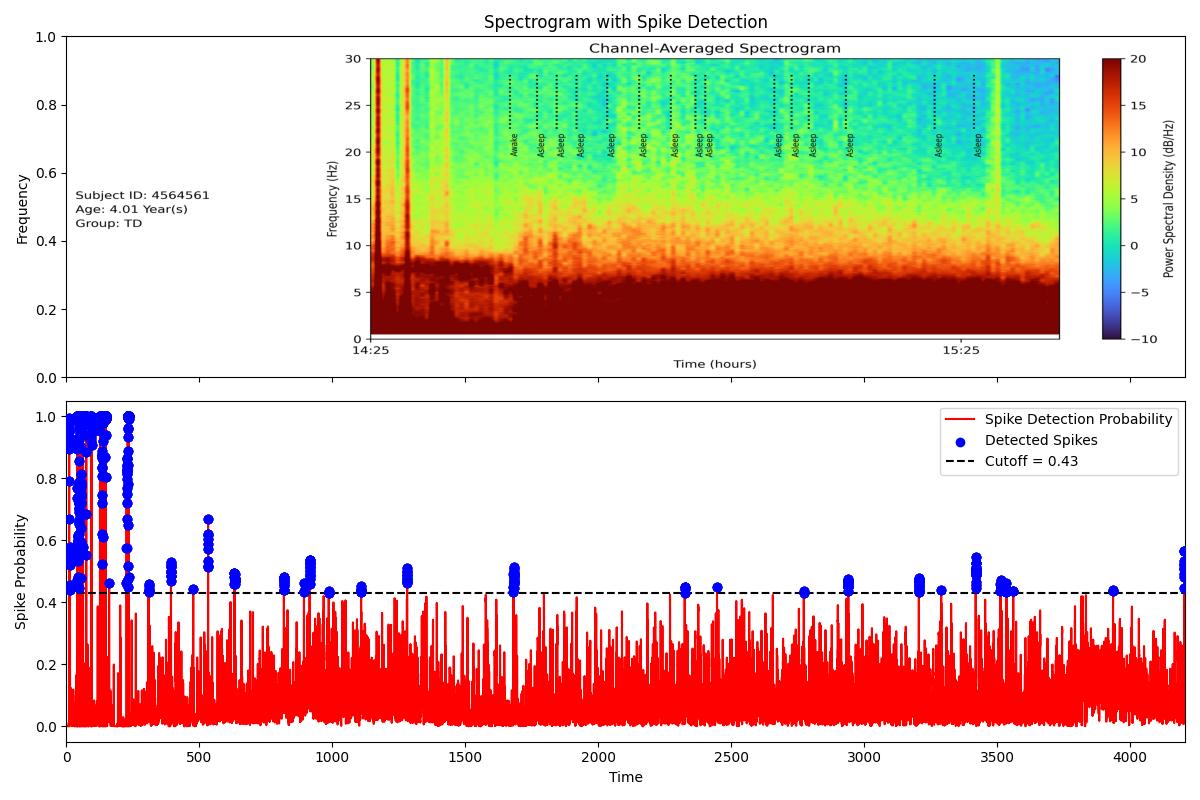 Spectrogram with Spike Detection
1.0
0.8
0.6
0.4
0.2
0.0
Frequency
Subject ID: 4564561
Age: 4.01 Year(s)
Group: TD
Channel-Averaged Spectrogram
30
25
20
15
10
5
0
Frequency (Hz)
Awake
Asleep
Asleep
Asleep
Asleep
Asleep
Asleep
Asleep
Asleep
Asleep
Asleep
Asleep
Asleep
Asleep
Asleep
14:25
15:25
Time (hours)
20
15
10
5
0
−5
−10
Power Spectral Density (dB/Hz)
1.0
0.8
0.6
0.4
0.2
0.0
Spike Probability
Spike Detection Probability
Detected Spikes
Cutoff = 0.43
0
500
1000
1500
2000
2500
3000
3500
4000
Time